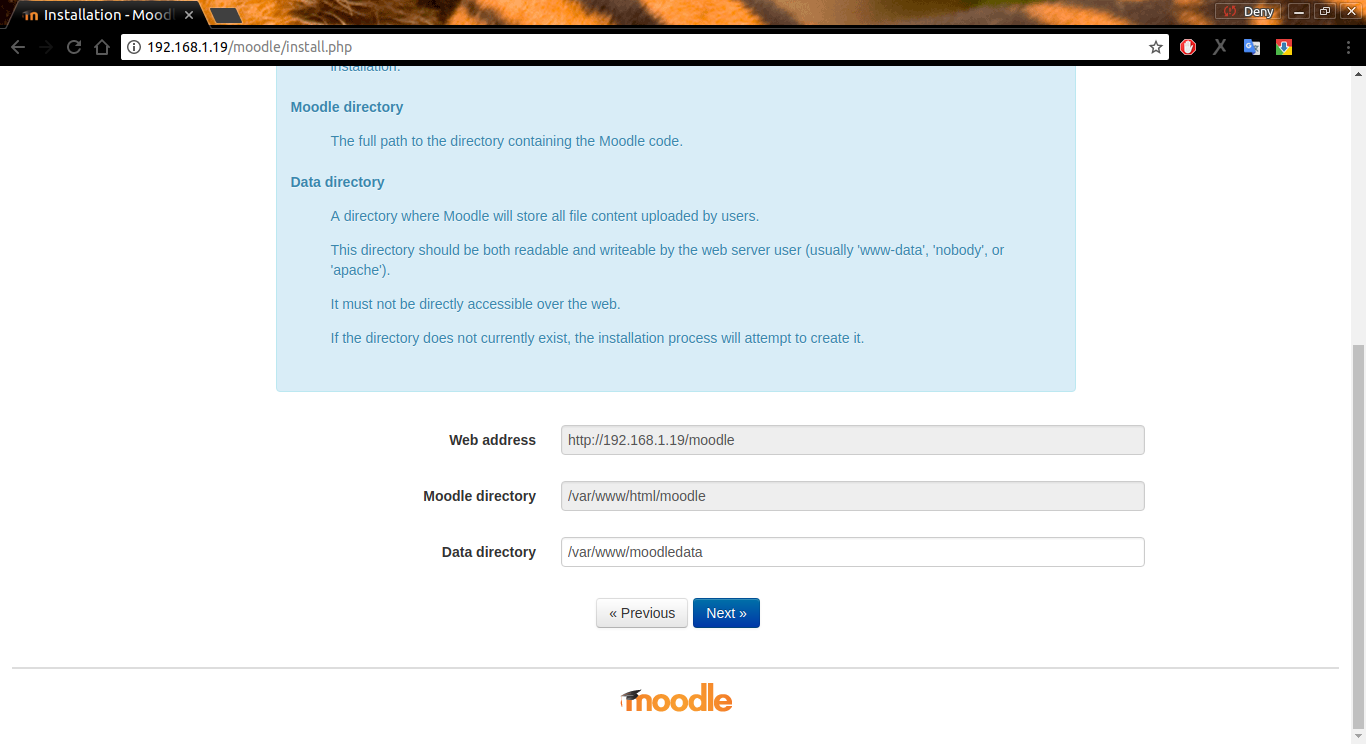 Installation - Mood
Deny
192.168.1.19/moodle/install.php
installation.
Moodle directory
The full path to the directory containing the Moodle code.
Data directory
A directory where Moodle will store all file content uploaded by users.
This directory should be both readable and writeable by the web server user (usually 'www-data', 'nobody', or
'apache').
It must not be directly accessible over the web.
If the directory does not currently exist, the installation process will attempt to create it.
Web address
http://192.168.1.19/moodle
Moodle directory
/var/www/html/moodle
Data directory
/var/www/moodledata
« Previous
Next »
moodle